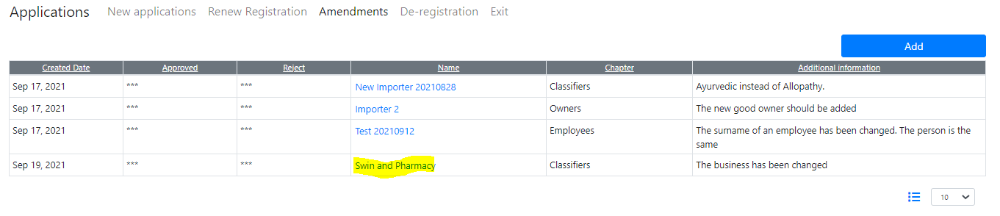 Applications New applications Renew Registration Amendments De-registration Exit
Add
Created Date Approved Reject Name Chapter Additional information
Sep 17, 2021 *** *** New Importer 20210828 Classifiers Ayurvedic instead of Allopathy.
Sep 17, 2021 *** *** Importer 2 Owners The new good owner should be added
Sep 17, 2021 *** *** Test 20210912 Employees The surname of an employee has been changed. The person is the
same
Sep 19, 2021 *** *** Swin and Pharmacy Classifiers The business has been changed
10